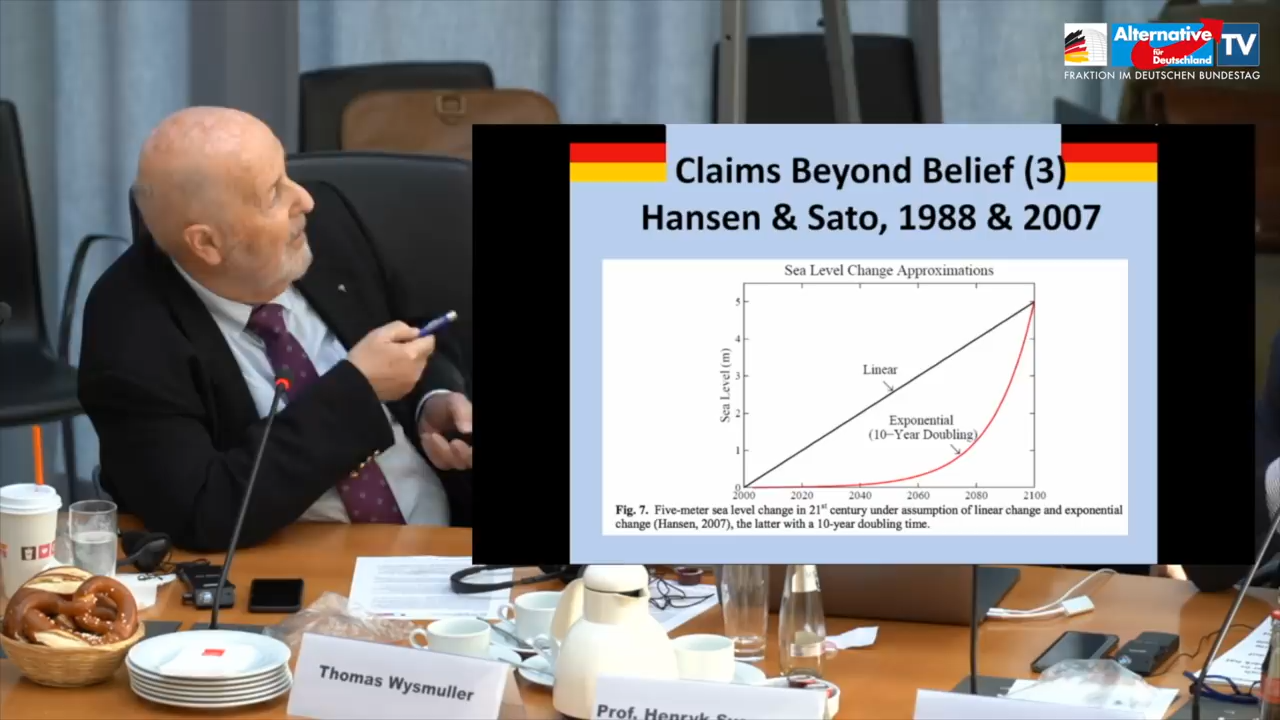 Alternative
für
Deutschland
TV
FRAKTION IM DEUTSCHEN BUNDESTAG
Claims Beyond Belief (3)
Hansen & Sato, 1988 & 2007
Sea Level Change Approximations
Sea Level (m)
5
4
3
2
1
0
Linear
Exponential
(10−Year Doubling)
2000 2020 2040 2060 2080 2100
Fig. 7. Five-meter sea level change in 21st century under assumption of linear change and exponential
change (Hansen, 2007), the latter with a 10-year doubling time.
Thomas Wysmuller
Prof. Henryk